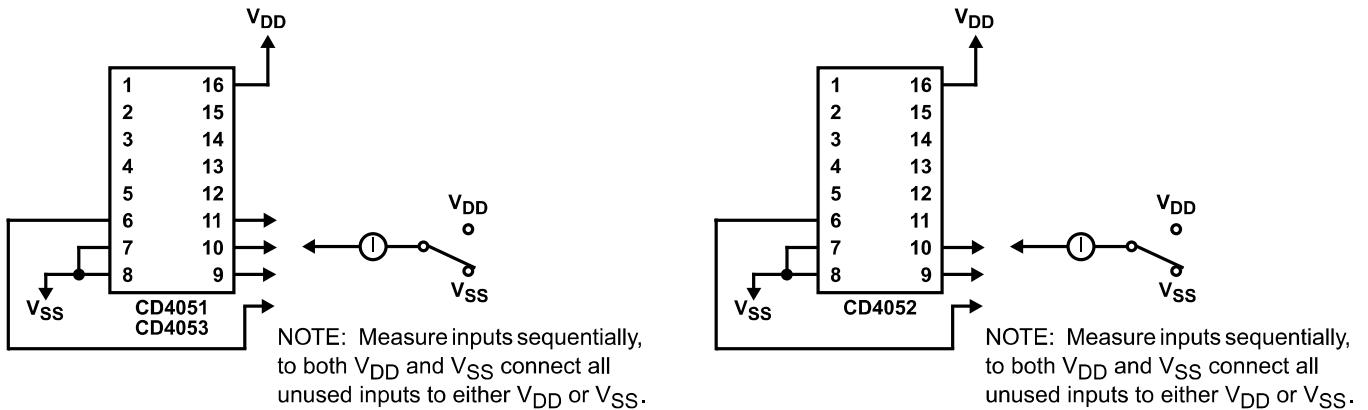 VDD
1 16
2 15
3 14
4 13
5 12
6 11
7 10
8 9
VSS
CD4051
CD4053
I
VDD
VSS
NOTE: Measure inputs sequentially,
to both VDD and VSS connect all
unused inputs to either VDD or VSS.
VDD
1 16
2 15
3 14
4 13
5 12
6 11
7 10
8 9
VSS
CD4052
I
VDD
VSS
NOTE: Measure inputs sequentially,
to both VDD and VSS connect all
unused inputs to either VDD or VSS.